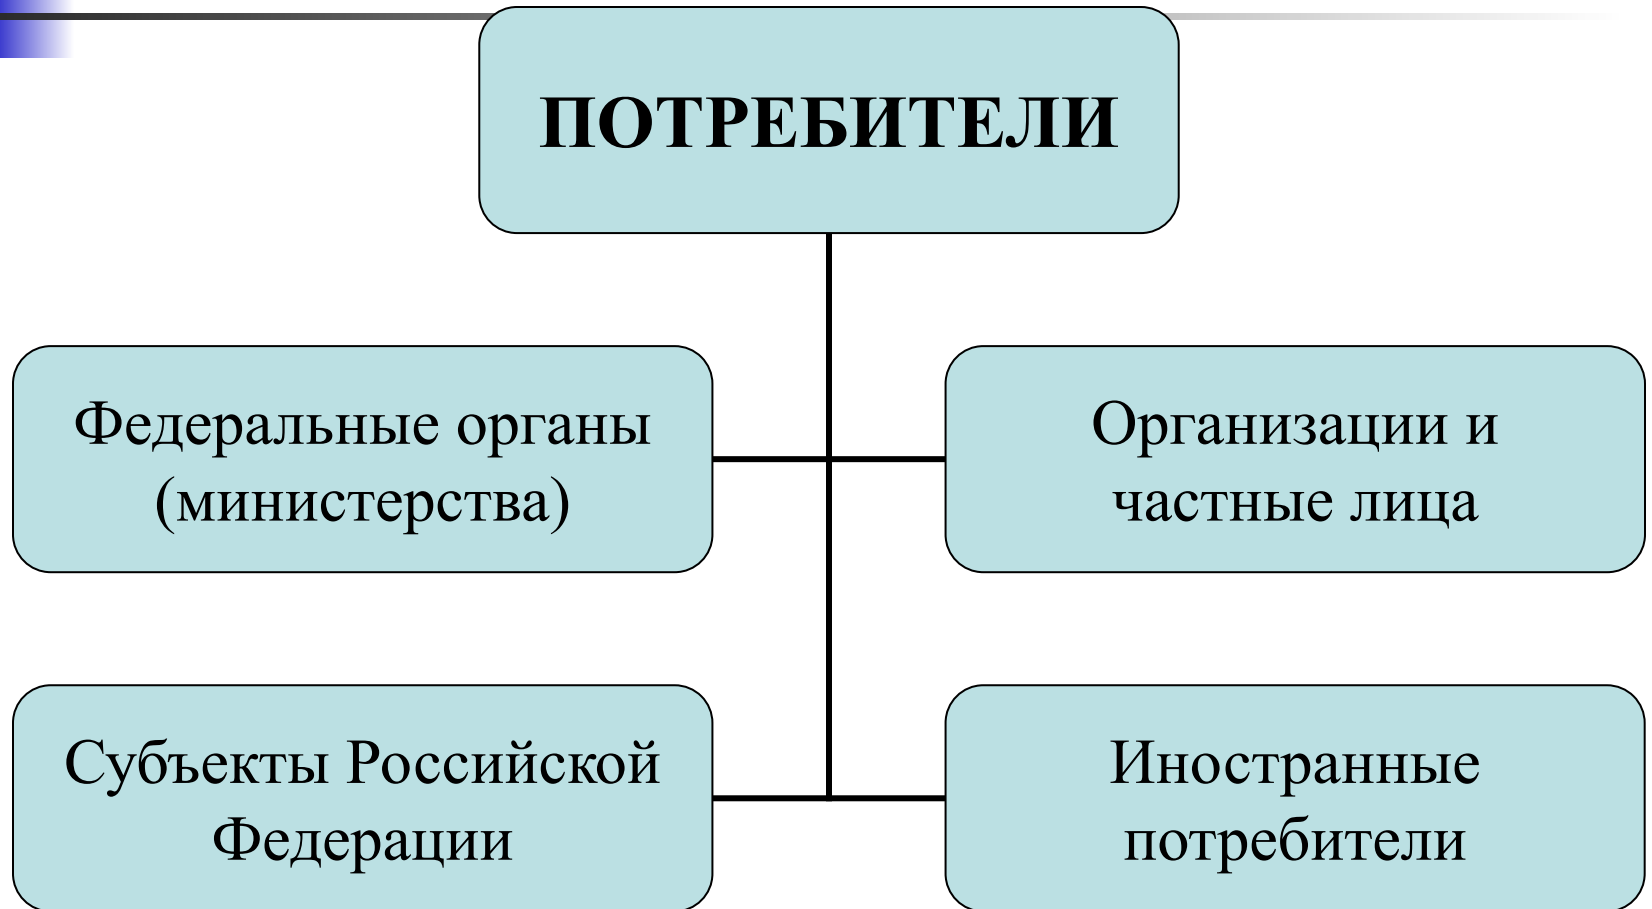 ПОТРЕБИТЕЛИ
Федеральные органы
(министерства)
Организации и
частные лица
Субъекты Российской
Федерации
Иностранные
потребители